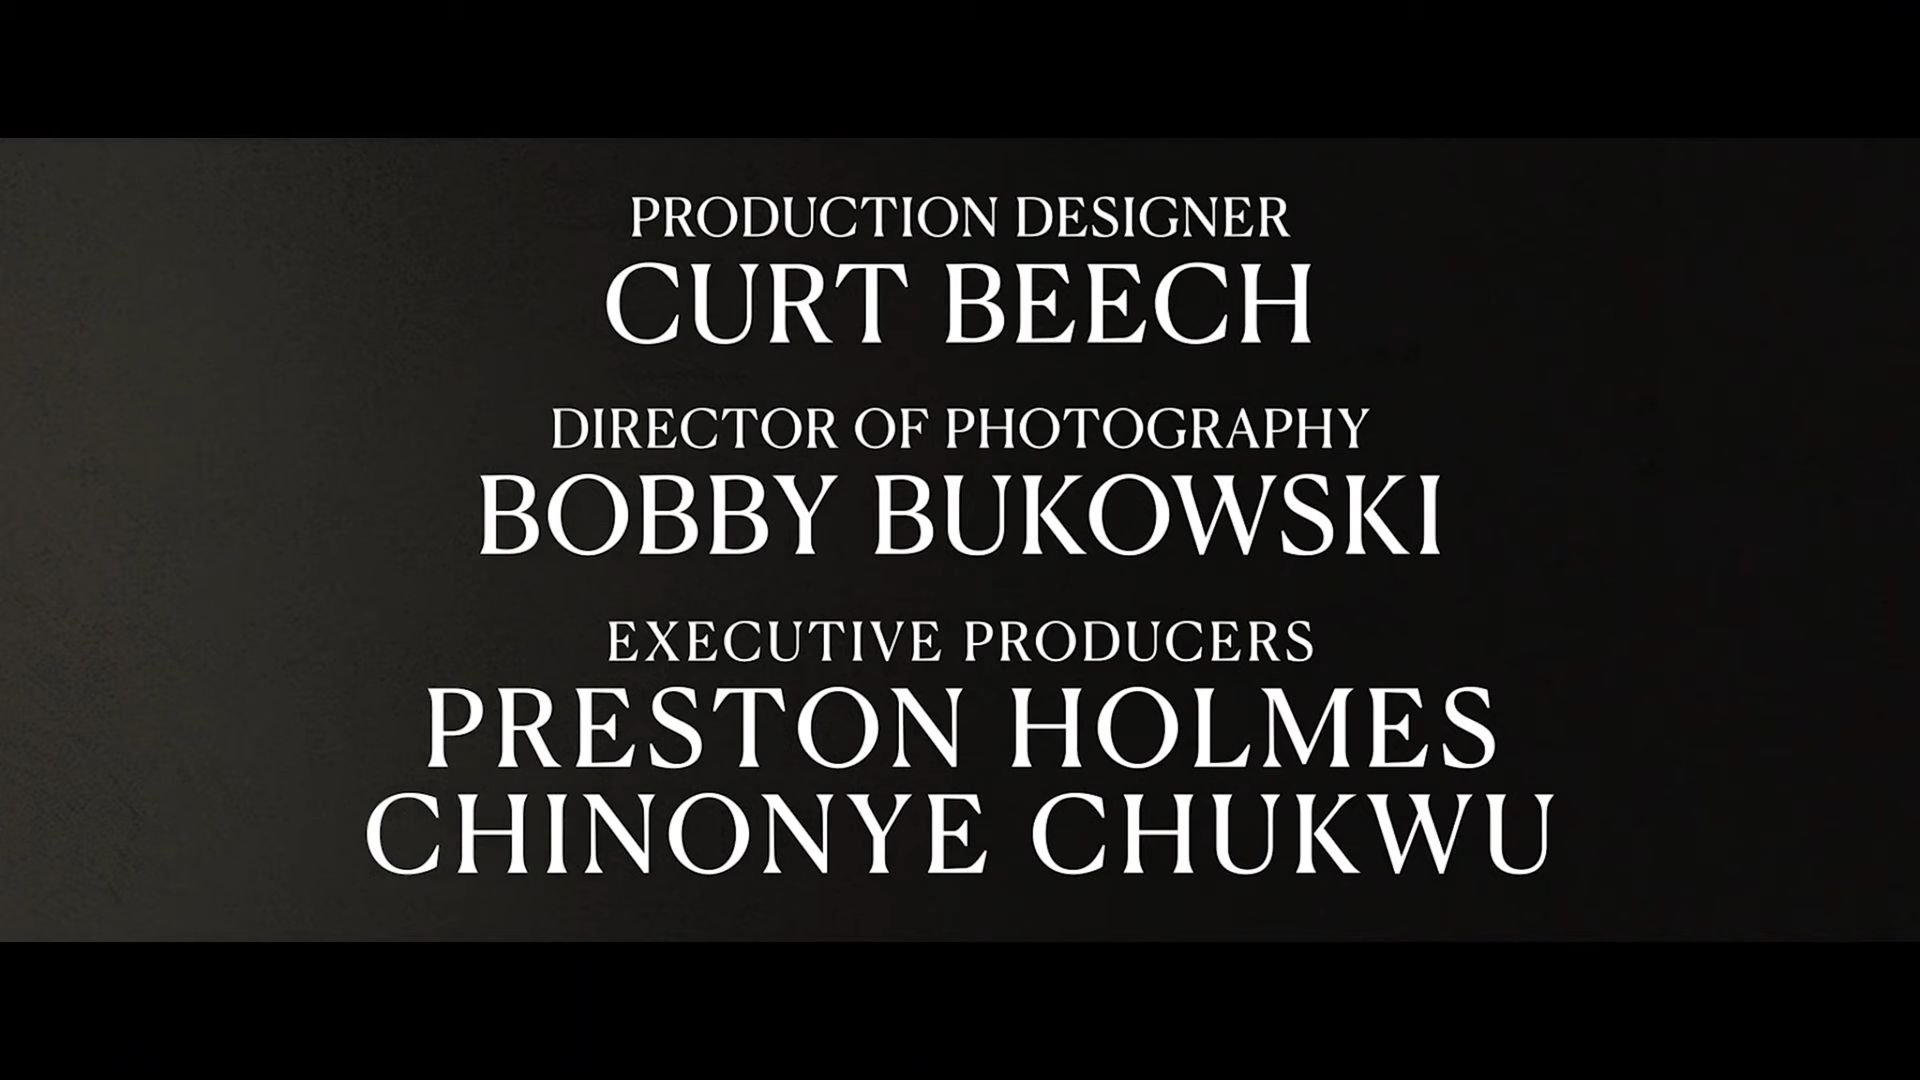 PRODUCTION DESIGNER
CURT BEECH
DIRECTOR OF PHOTOGRAPHY
BOBBY BUKOWSKI
EXECUTIVE PRODUCERS
PRESTON HOLMES
CHINONYE CHUKWU